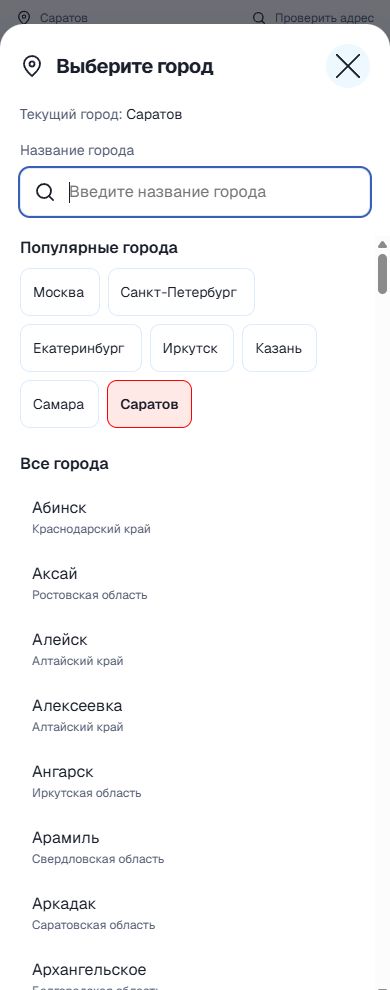 Саратов
Проверить адрес
Выберите город
Текущий город: Саратов
Название города
Введите название города
Популярные города
Москва
Санкт-Петербург
Екатеринбург
Иркутск
Казань
Самара
Саратов
Все города
Абинск
Краснодарский край
Аксай
Ростовская область
Алейск
Алтайский край
Алексеевка
Алтайский край
Ангарск
Иркутская область
Арамиль
Свердловская область
Аркадак
Саратовская область
Архангельское
Белгородская область